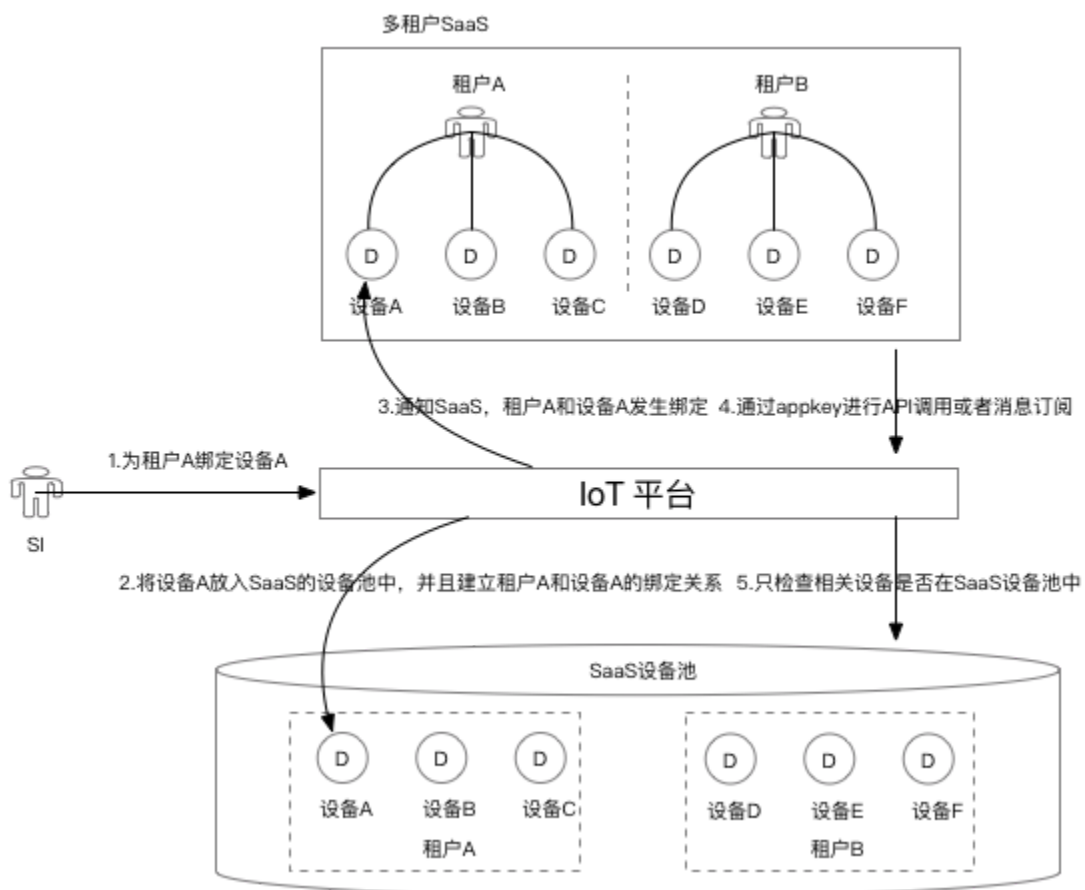 多租户SaaS
租户A
租户B
D
D
D
D
D
D
设备A
设备B
设备C
设备D
设备E
设备F
3.通知SaaS，租户A和设备A发生绑定
4.通过appkey进行API调用或者消息订阅
1.为租户A绑定设备A
IoT 平台
SI
2.将设备A放入SaaS的设备池中，并且建立租户A和设备A的绑定关系
5.只检查相关设备是否在SaaS设备池中
SaaS设备池
D
D
D
D
D
D
设备A
设备B
设备C
设备D
设备E
设备F
租户A
租户B